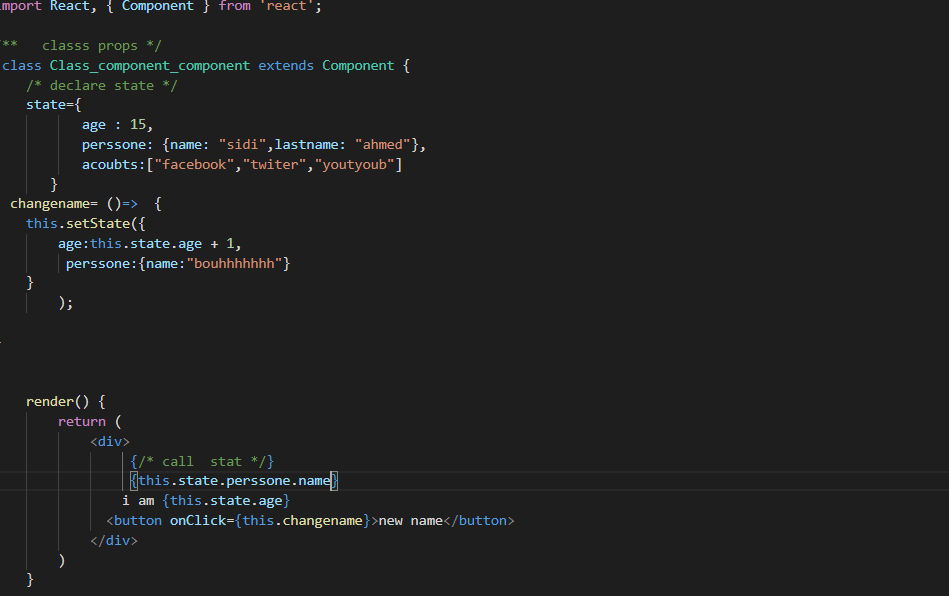 import React, { Component } from 'react';
** classs props */
class Class_component_component extends Component {
/* declare state */
state={
age : 15,
perssone: {name: "sidi",lastname: "ahmed"},
acoubts:["facebook","twiter","youtyoub"]
}
changename= ()=> {
this.setState({
age:this.state.age + 1,
perssone:{name:"bouhhhhhhh"}
}
);
render() {
return (
<div>
{/* call stat */}
{this.state.perssone.name}
i am {this.state.age}
<button onClick={this.changename}>new name</button>
</div>
)
}